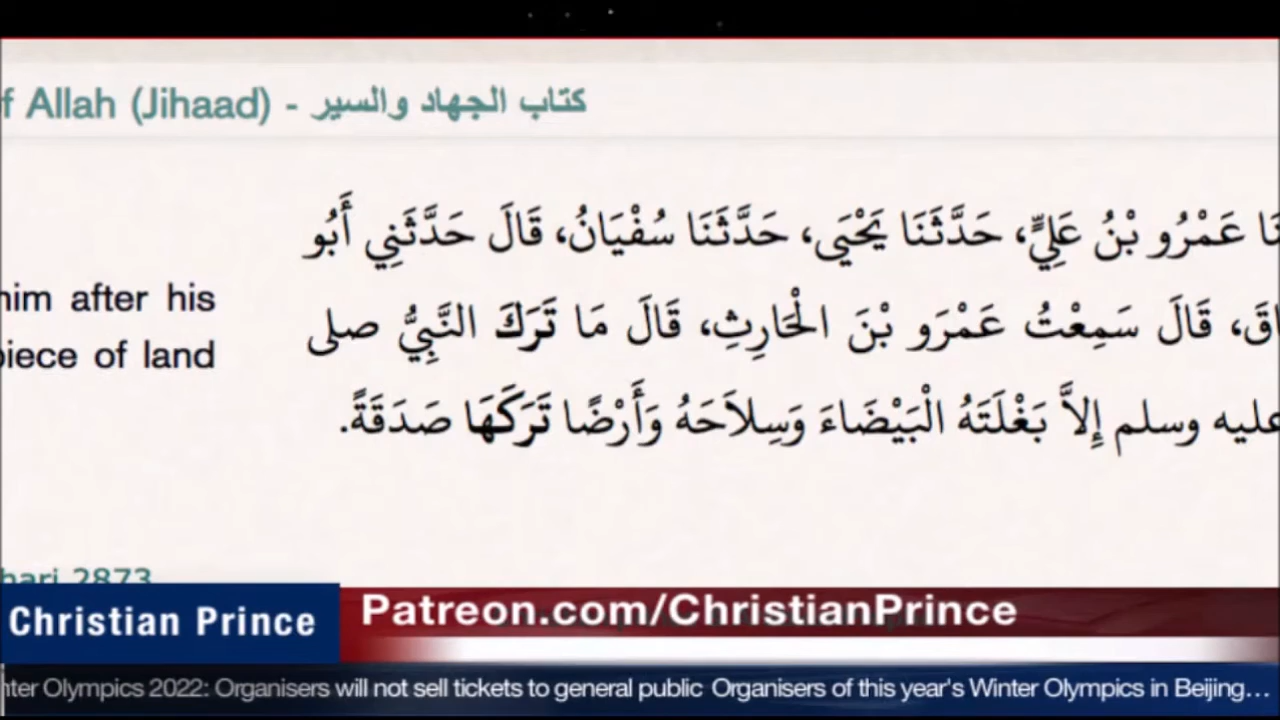 f Allah (Jihaad) - كتاب الجهاد والسير
نَا عَمْرُو بْنُ عَلِيٍّ، حَدَّثَنَا يَحْيَى، حَدَّثَنَا سُفْيَانُ، قَالَ حَدَّثَنِي أَبُو
him after his
اقَ، قَالَ سَمِعْتُ عَمْرَو بْنَ الْحَارِثِ، قَالَ مَا تَرَكَ النَّبِيُّ صلى
piece of land
عليه وسلم إِلاَّ بَغْلَتَهُ الْبَيْضَاءَ وَسِلاَحَهُ وَأَرْضًا تَرَكَهَا صَدَقَةً.
hari 2873
Christian Prince
Patreon.com/ChristianPrince
nter Olympics 2022: Organisers will not sell tickets to general public Organisers of this year's Winter Olympics in Beijing...